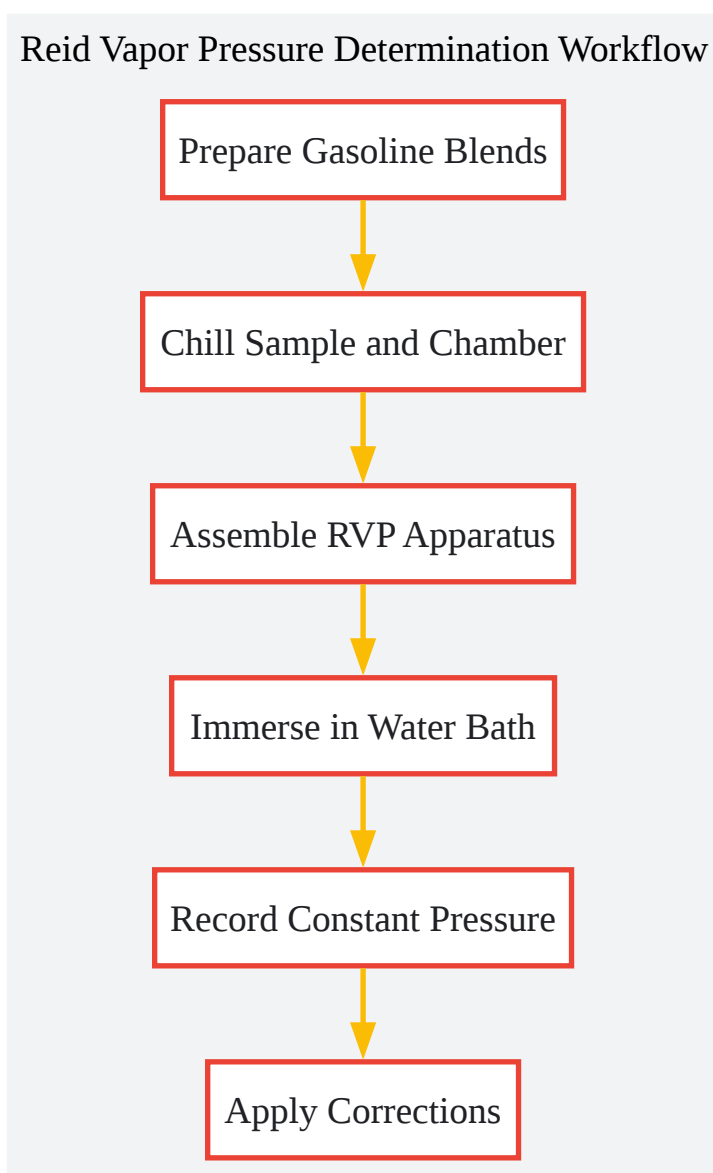 Reid Vapor Pressure Determination Workflow
Prepare Gasoline Blends
Chill Sample and Chamber
Assemble RVP Apparatus
Immerse in Water Bath
Record Constant Pressure
Apply Corrections